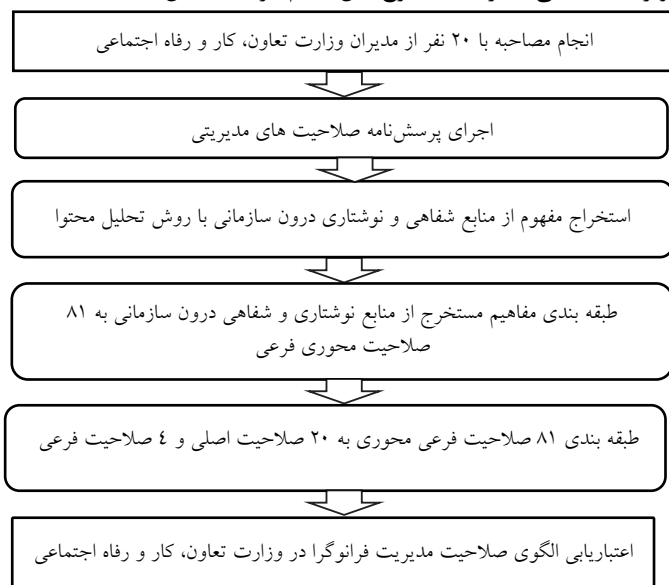 انجام مصاحبه با ۲۰ نفر از مدیران وزارت تعاون، کار و رفاه اجتماعی
اجرای پرسش‌نامه صلاحیت های مدیریتی
استخراج مفهوم از منابع شفاهی و نوشتاری درون سازمانی با روش تحلیل محتوا
طبقه بندی مفاهیم مستخرج از منابع نوشتاری و شفاهی درون سازمانی به ۸۱
صلاحیت محوری فرعی
طبقه بندی ۸۱ صلاحیت فرعی محوری به ۲۰ صلاحیت اصلی و ٤ صلاحیت فرعی
اعتباریابی الگوی صلاحیت مدیریت فرانوگرا در وزارت تعاون، کار و رفاه اجتماعی